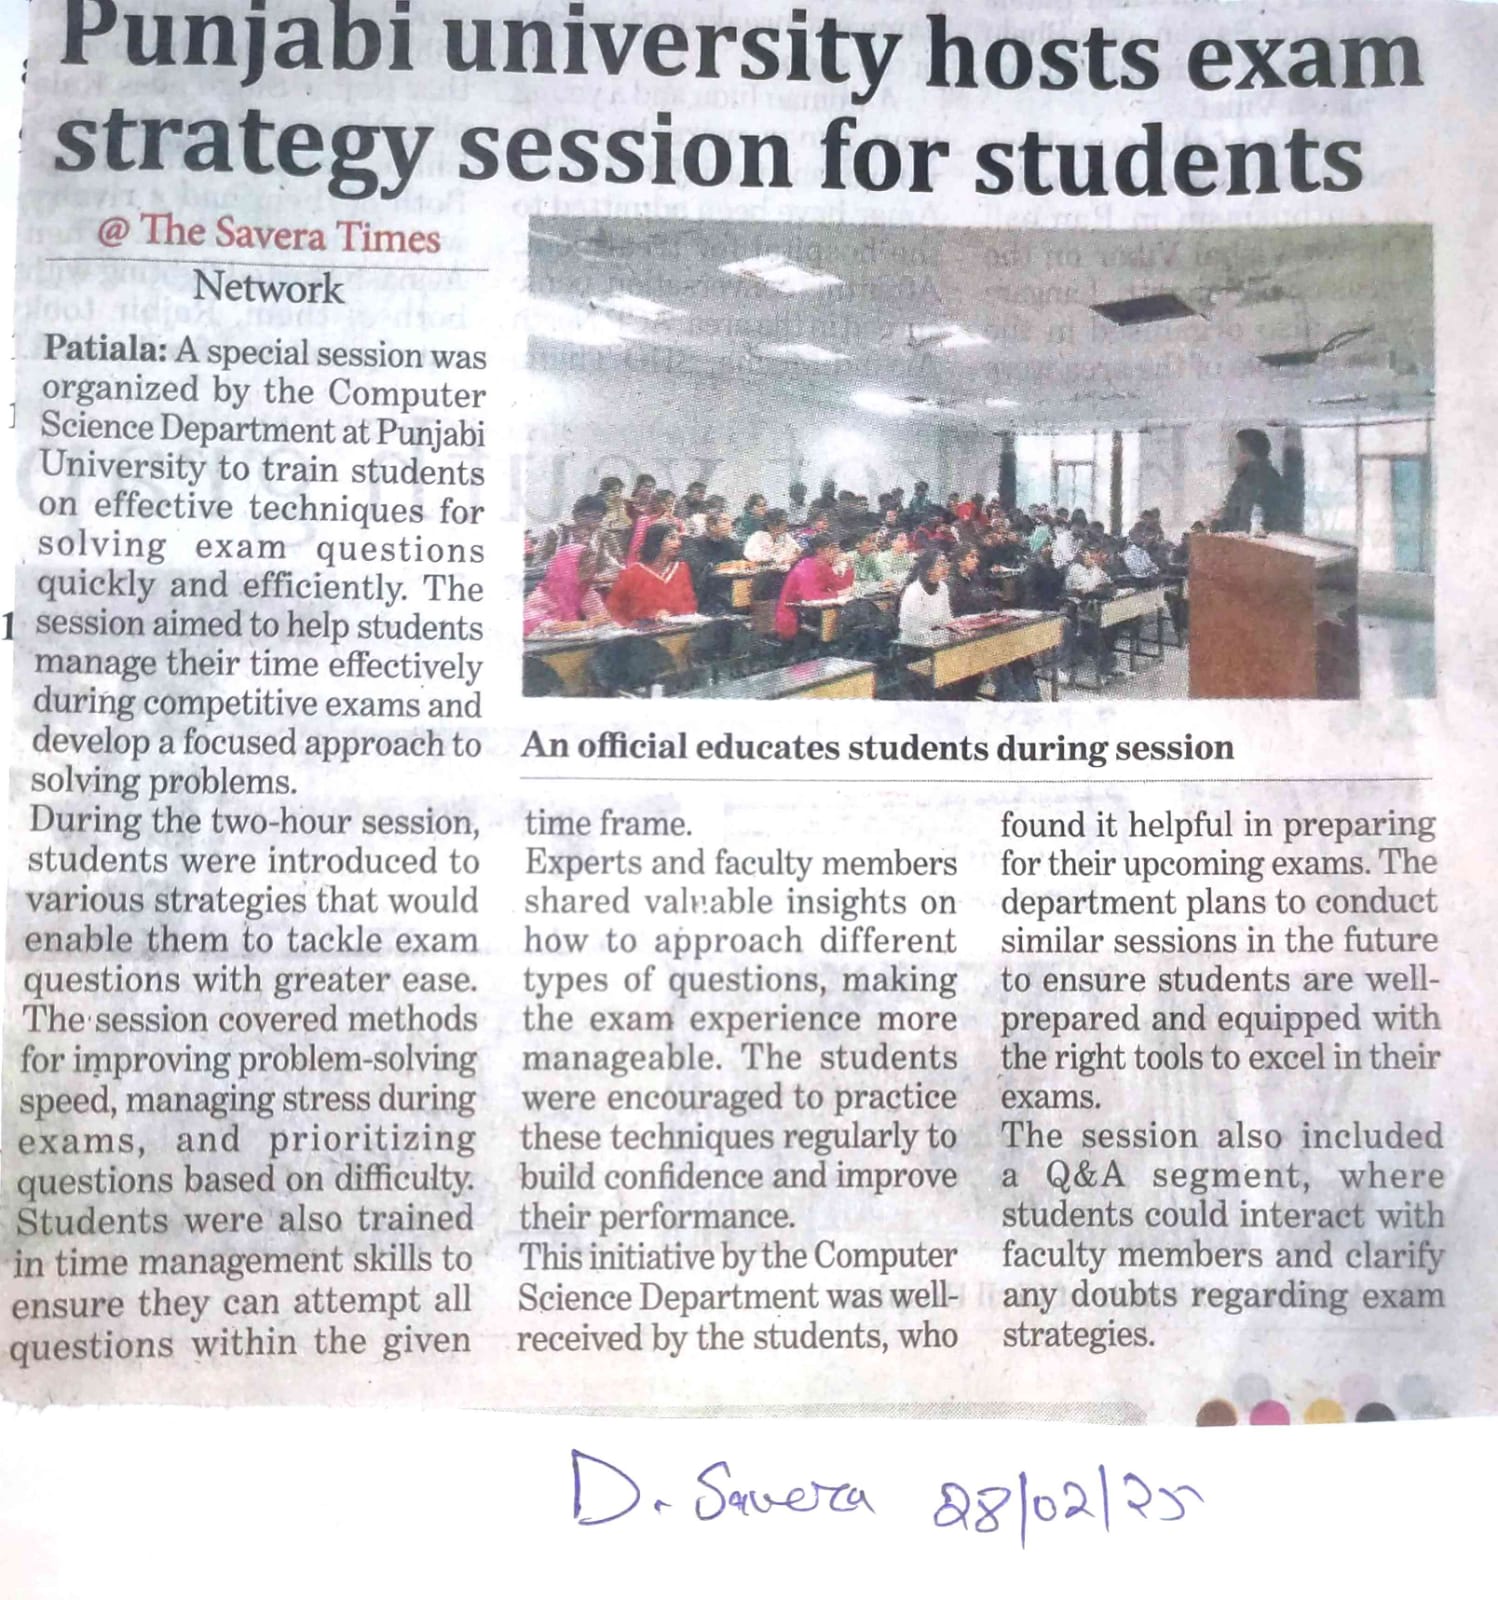 Punjabi university hosts exam
strategy session for students
@ The Savera Times
Network
Patiala: A special session was
organized by the Computer
Science Department at Punjabi
University to train students
on effective techniques for
solving exam questions
quickly and efficiently. The
session aimed to help students
manage their time effectively
during competitive exams and
develop a focused approach to
solving problems.
During the two-hour session,
students were introduced to
various strategies that would
enable them to tackle exam
questions with greater ease.
The session covered methods
for improving problem-solving
speed, managing stress during
exams, and prioritizing
questions based on difficulty.
Students were also trained
in time management skills to
ensure they can attempt all
questions within the given
An official educates students during session
time frame.
Experts and faculty members
shared valuable insights on
how to approach different
types of questions, making
the exam experience more
manageable. The students
were encouraged to practice
these techniques regularly to
build confidence and improve
their performance.
This initiative by the Computer
Science Department was well-
received by the students, who
found it helpful in preparing
for their upcoming exams. The
department plans to conduct
similar sessions in the future
to ensure students are well-
prepared and equipped with
the right tools to excel in their
exams.
The session also included
a Q&A segment, where
students could interact with
faculty members and clarify
any doubts regarding exam
strategies.
D. Savera 28/02/25